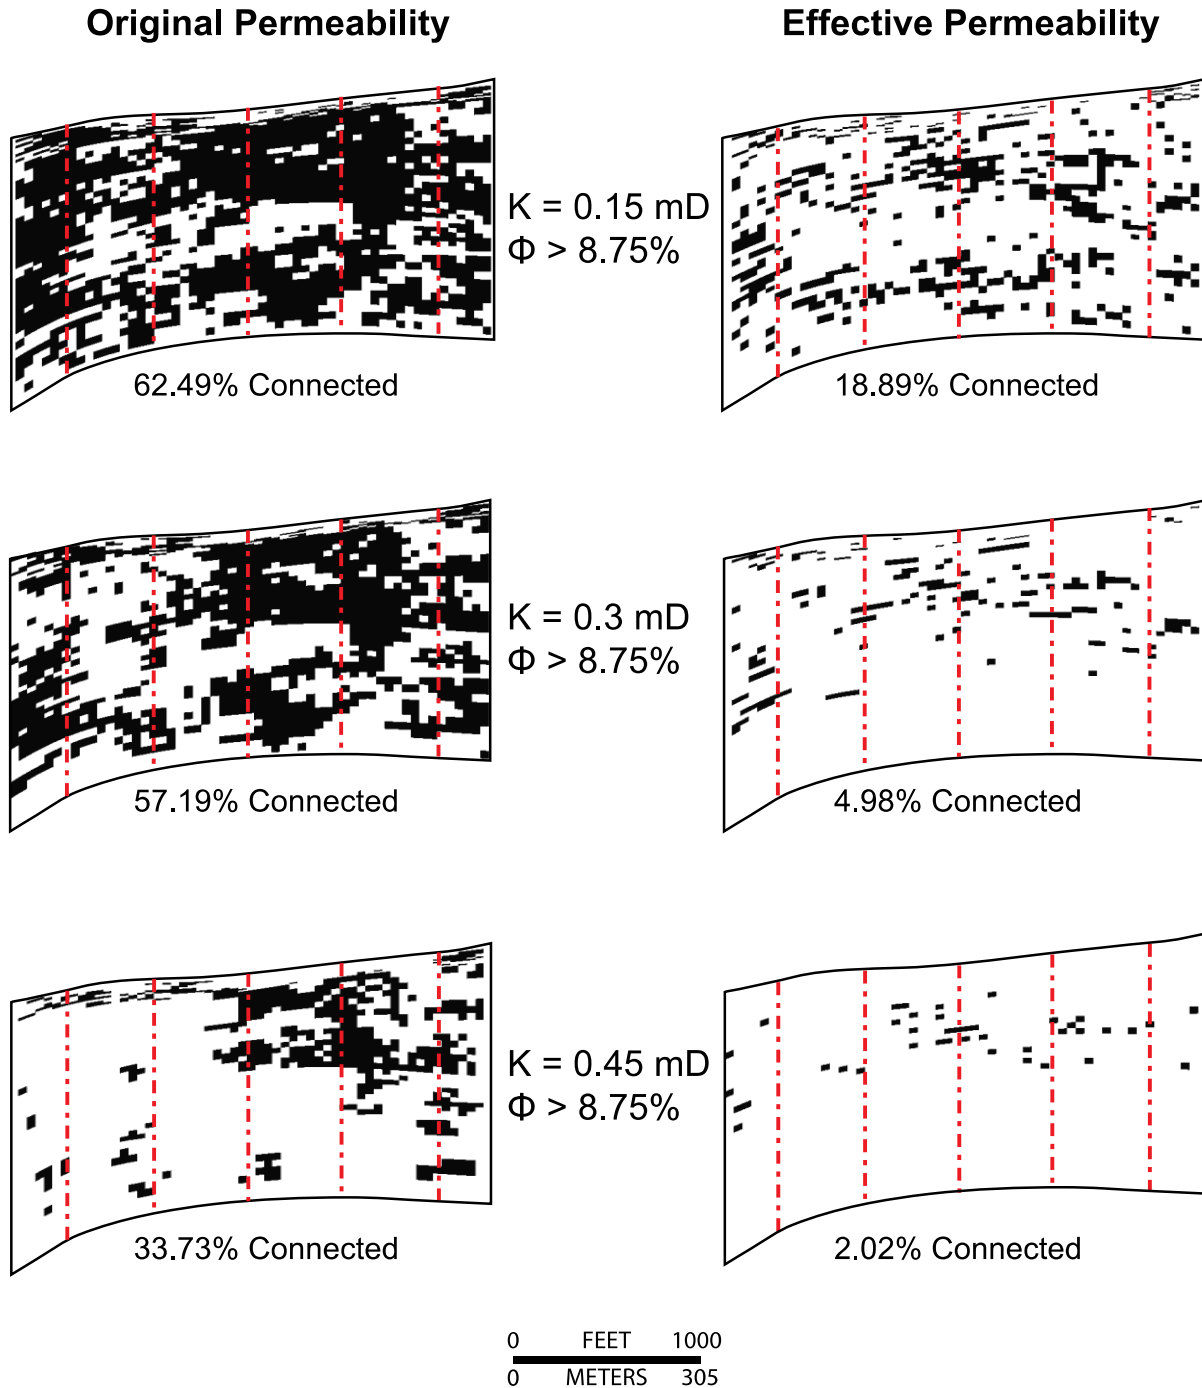 Original Permeability
Effective Permeability
K = 0.15 mD
Φ > 8.75%
62.49% Connected
18.89% Connected
K = 0.3 mD
Φ > 8.75%
57.19% Connected
4.98% Connected
K = 0.45 mD
Φ > 8.75%
33.73% Connected
2.02% Connected
0 FEET 1000
0 METERS 305